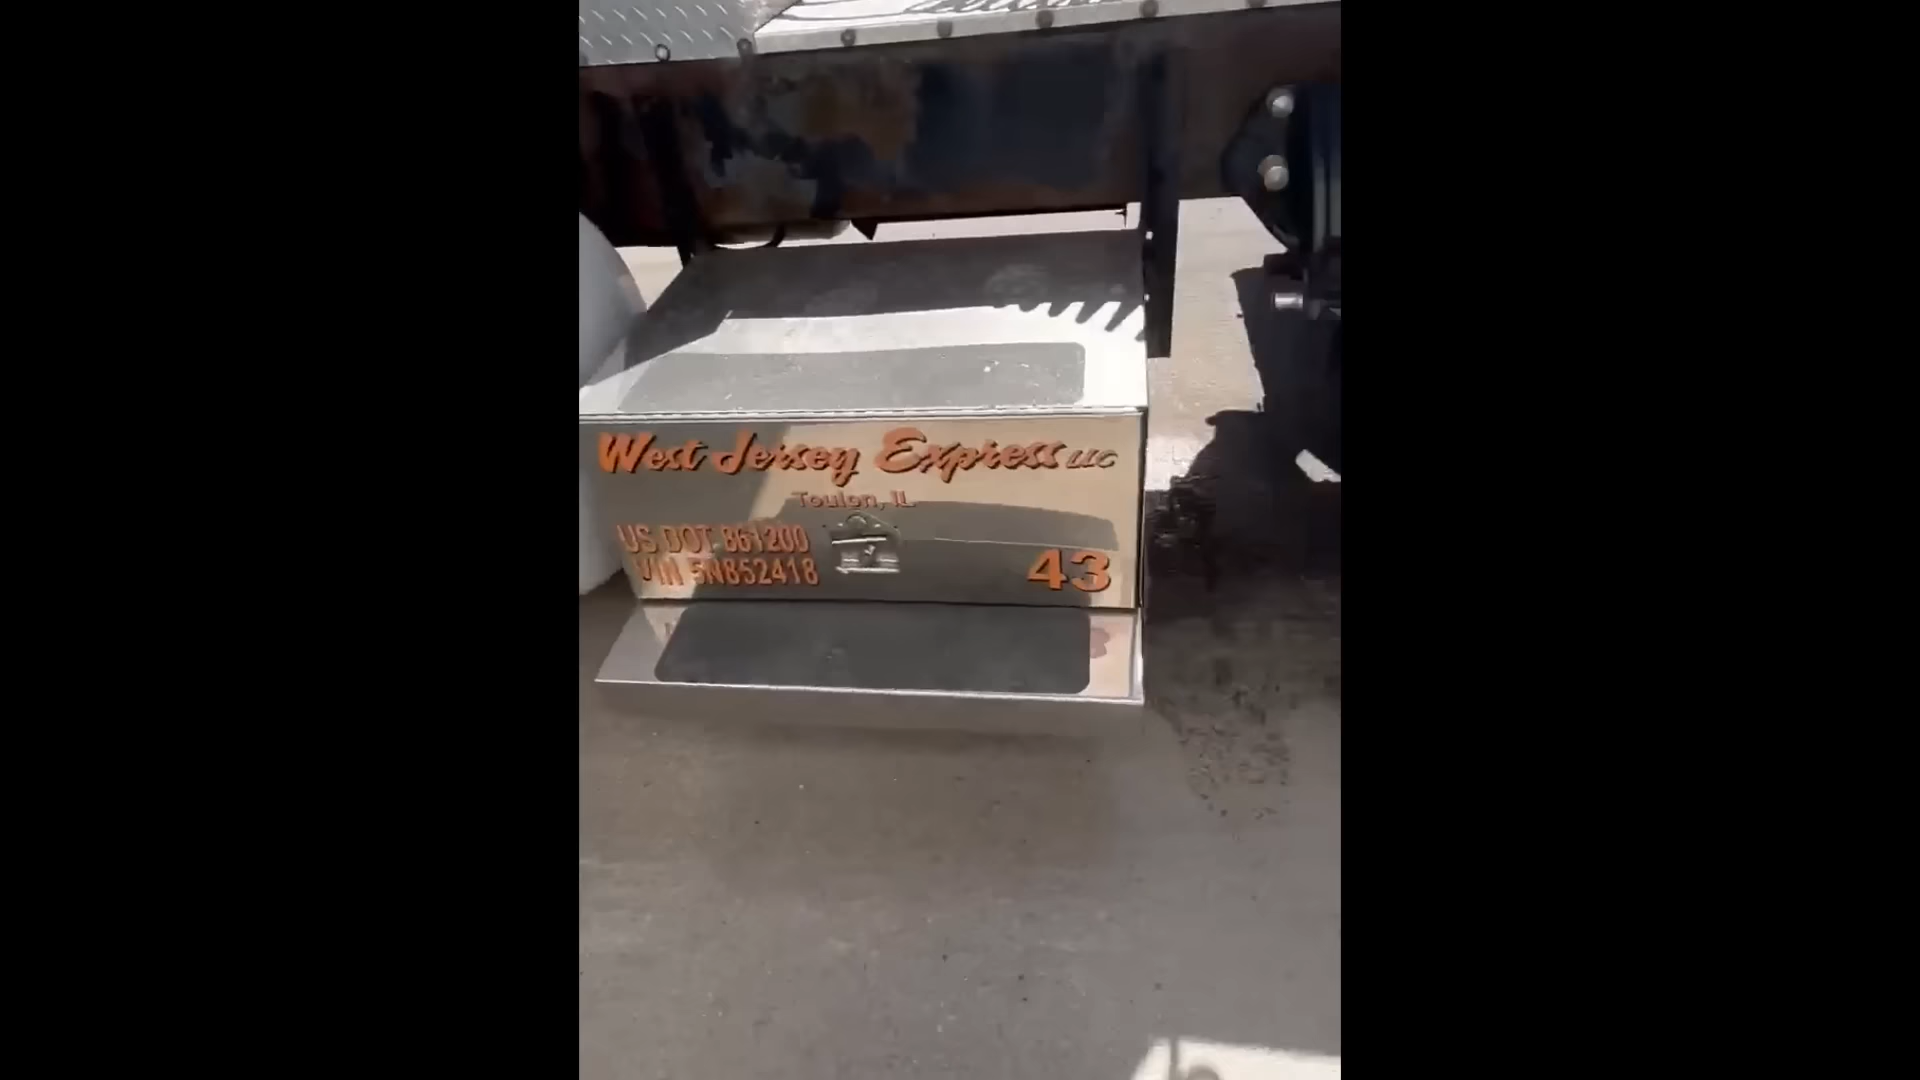 West Jersey Express LLC
Toulon, IL
US DOT 861200
VIN 5N852418
43